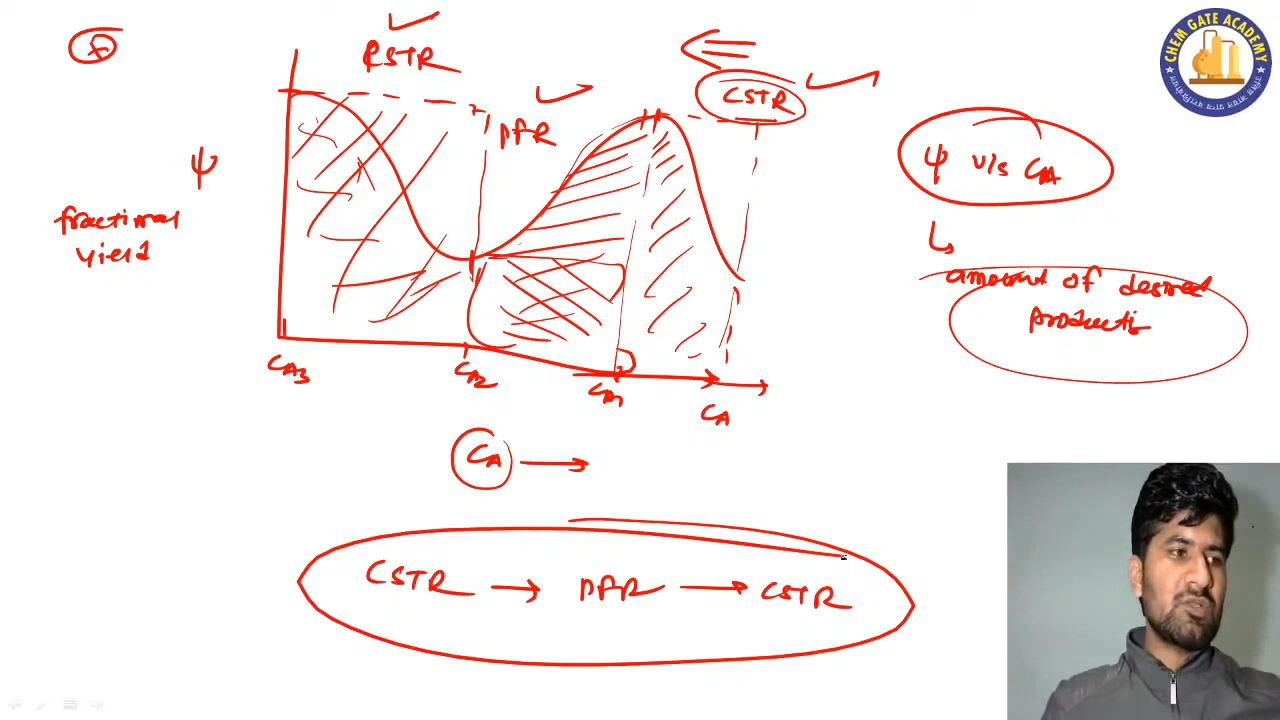 f
RSTR
CSTR
PFR
ψ
fractional
yield
ψ v/s CA
amount of desired
products
CA3
CA2
CA1
CA
CA
CSTR → PFR → CSTR
CHEM GATE ACADEMY